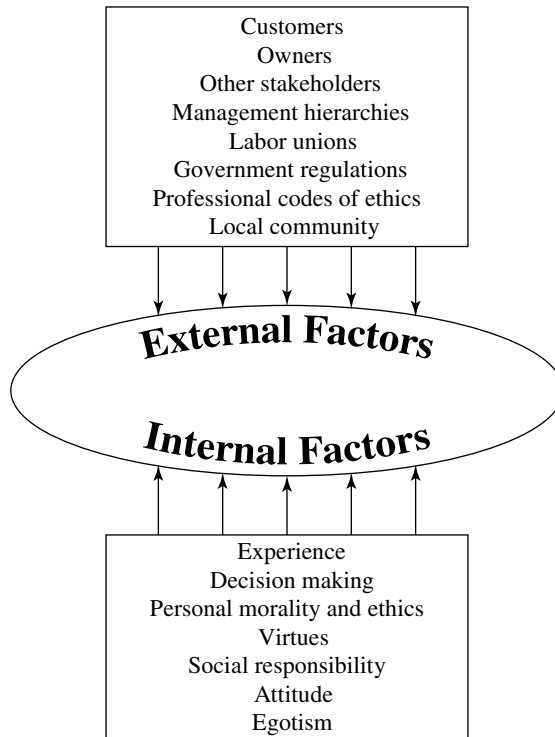 Customers
Owners
Other stakeholders
Management hierarchies
Labor unions
Government regulations
Professional codes of ethics
Local community
External Factors
Internal Factors
Experience
Decision making
Personal morality and ethics
Virtues
Social responsibility
Attitude
Egotism